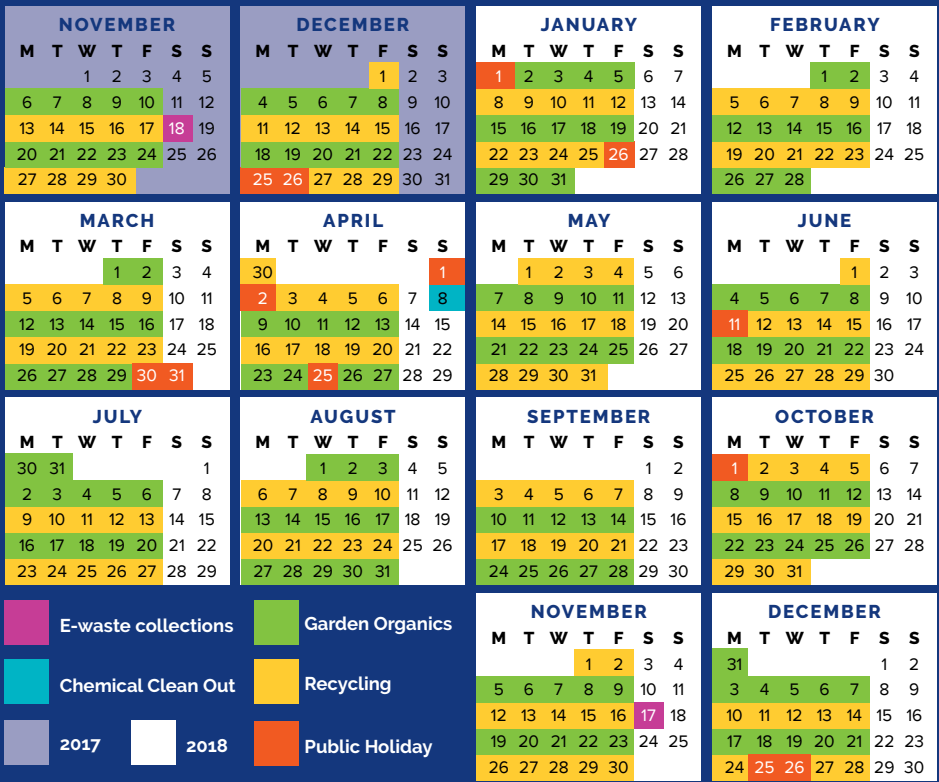 NOVEMBER
M T W T F S S
1 2 3 4 5
6 7 8 9 10 11 12
13 14 15 16 17 18 19
20 21 22 23 24 25 26
27 28 29 30
DECEMBER
M T W T F S S
1 2 3
4 5 6 7 8 9 10
11 12 13 14 15 16 17
18 19 20 21 22 23 24
25 26 27 28 29 30 31
JANUARY
M T W T F S S
1 2 3 4 5 6 7
8 9 10 11 12 13 14
15 16 17 18 19 20 21
22 23 24 25 26 27 28
29 30 31
FEBRUARY
M T W T F S S
1 2 3 4
5 6 7 8 9 10 11
12 13 14 15 16 17 18
19 20 21 22 23 24 25
26 27 28
MARCH
M T W T F S S
1 2 3 4
5 6 7 8 9 10 11
12 13 14 15 16 17 18
19 20 21 22 23 24 25
26 27 28 29 30 31
APRIL
M T W T F S S
30 1
2 3 4 5 6 7 8
9 10 11 12 13 14 15
16 17 18 19 20 21 22
23 24 25 26 27 28 29
MAY
M T W T F S S
1 2 3 4 5 6
7 8 9 10 11 12 13
14 15 16 17 18 19 20
21 22 23 24 25 26 27
28 29 30 31
JUNE
M T W T F S S
1 2 3
4 5 6 7 8 9 10
11 12 13 14 15 16 17
18 19 20 21 22 23 24
25 26 27 28 29 30
JULY
M T W T F S S
30 31 1
2 3 4 5 6 7 8
9 10 11 12 13 14 15
16 17 18 19 20 21 22
23 24 25 26 27 28 29
AUGUST
M T W T F S S
1 2 3 4 5
6 7 8 9 10 11 12
13 14 15 16 17 18 19
20 21 22 23 24 25 26
27 28 29 30 31
SEPTEMBER
M T W T F S S
1 2
3 4 5 6 7 8 9
10 11 12 13 14 15 16
17 18 19 20 21 22 23
24 25 26 27 28 29 30
OCTOBER
M T W T F S S
1 2 3 4 5 6 7
8 9 10 11 12 13 14
15 16 17 18 19 20 21
22 23 24 25 26 27 28
29 30 31
E-waste collections
Garden Organics
Chemical Clean Out
Recycling
2017
2018
Public Holiday
NOVEMBER
M T W T F S S
1 2 3 4
5 6 7 8 9 10 11
12 13 14 15 16 17 18
19 20 21 22 23 24 25
26 27 28 29 30
DECEMBER
M T W T F S S
31 1 2
3 4 5 6 7 8 9
10 11 12 13 14 15 16
17 18 19 20 21 22 23
24 25 26 27 28 29 30